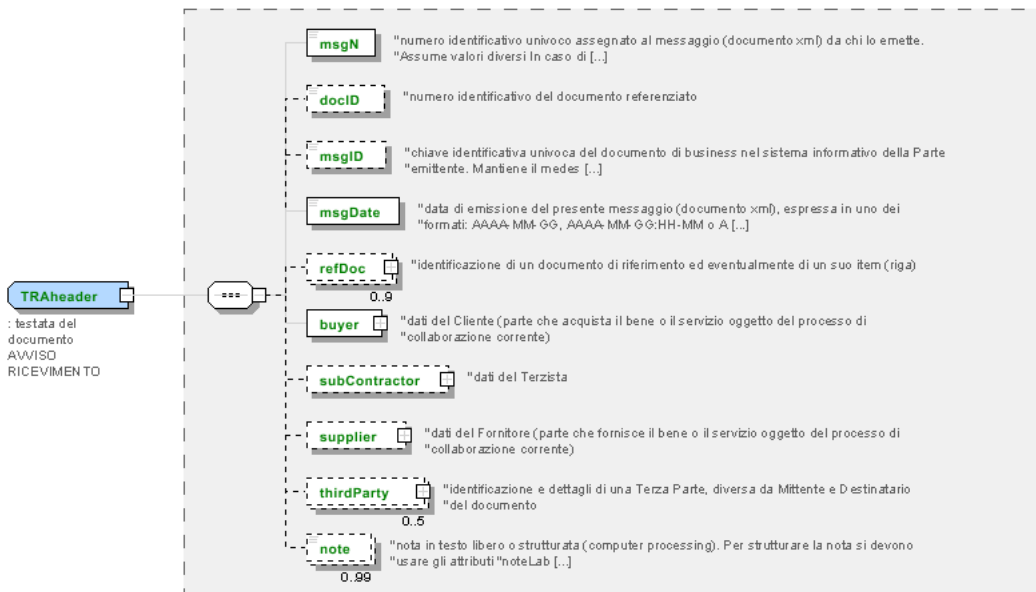 msgN
"numero identificativo univoco assegnato al messaggio (documento xml) da chi lo emette.
"Assume valori diversi In caso di [...]
docID
"numero identificativo del documento referenziato
msgID
"chiave identificativa univoca del documento di business nel sistema informativo della Parte
"emittente. Mantiene il medes [...]
msgDate
"data di emissione del presente messaggio (documento xml), espressa in uno dei
"formati: AAAA-MM-GG, AAAA-MM-GG:HH-MM o A [...]
refDoc
"identificazione di un documento di riferimento ed eventualmente di un suo item (riga)
0..9
TRAheader
: testata del
documento
AVVISO
RICEVIMENTO
buyer
"dati del Cliente (parte che acquista il bene o il servizio oggetto del processo di
"collaborazione corrente)
subContractor
"dati del Terzista
supplier
"dati del Fornitore (parte che fornisce il bene o il servizio oggetto del processo di
"collaborazione corrente)
thirdParty
"identificazione e dettagli di una Terza Parte, diversa da Mittente e Destinatario
"del documento
0..5
note
"nota in testo libero o strutturata (computer processing). Per strutturare la nota si devono
"usare gli attributi "noteLab [...]
0..99